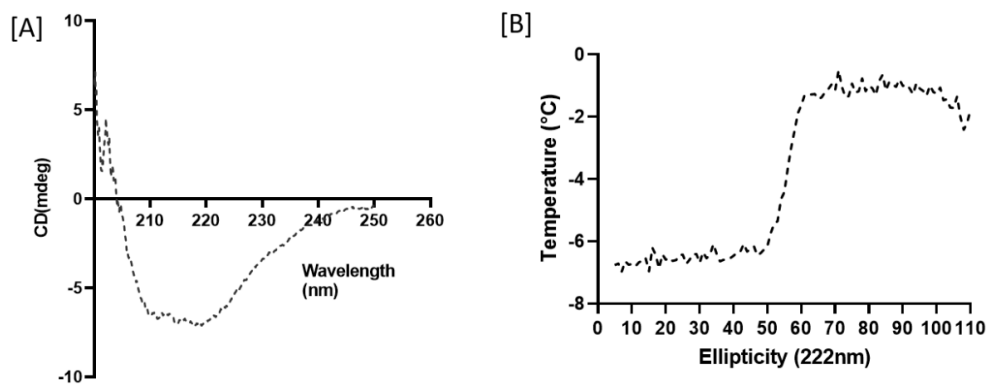 [A]
10
5
0
-5
-10
CD(mdeg)
210 220 230 240 250 260
Wavelength
(nm)
[B]
0
-2
-4
-6
-8
Temperature (°C)
0 10 20 30 40 50 60 70 80 90 100 110
Ellipticity (222nm)